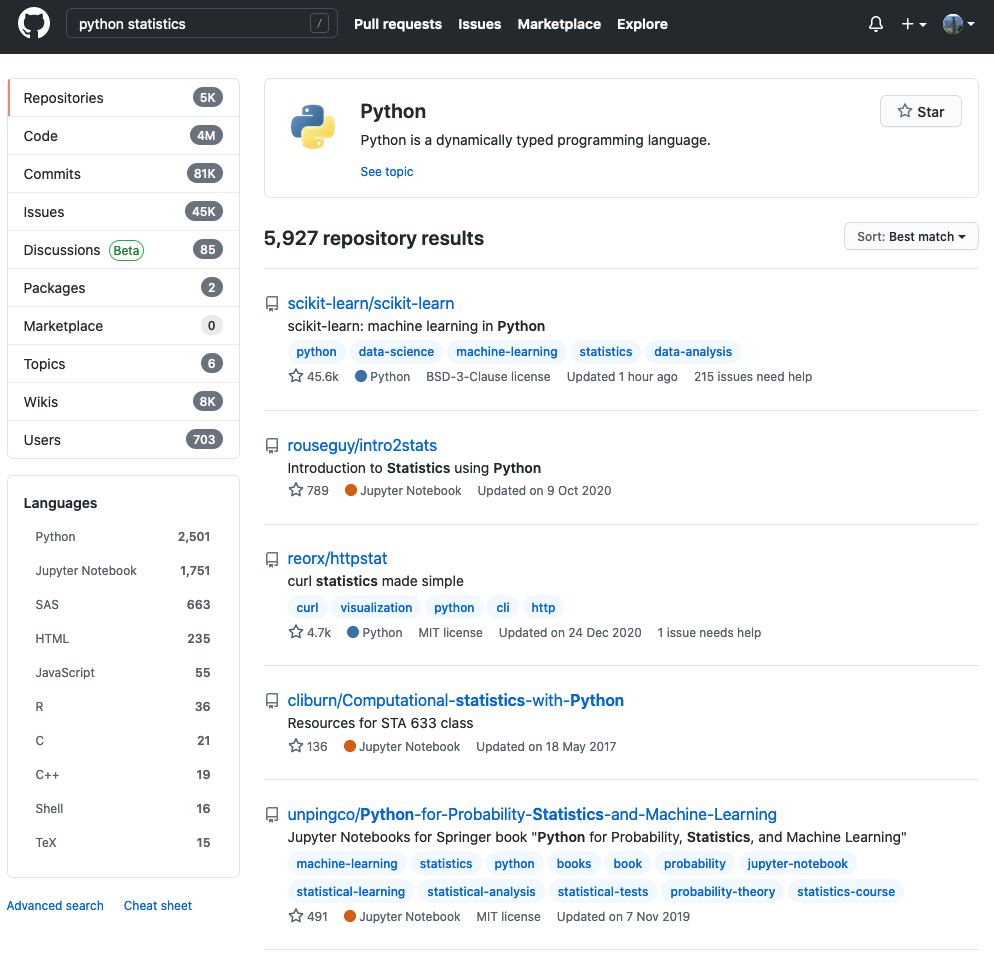 python statistics /
Pull requests Issues Marketplace Explore
Repositories 5K
Code 4M
Commits 81K
Issues 45K
Discussions Beta 85
Packages 2
Marketplace 0
Topics 6
Wikis 8K
Users 703
Languages
Python 2,501
Jupyter Notebook 1,751
SAS 663
HTML 235
JavaScript 55
R 36
C 21
C++ 19
Shell 16
TeX 15
Advanced search Cheat sheet
Python
Star
Python is a dynamically typed programming language.
See topic
5,927 repository results
Sort: Best match
scikit-learn/scikit-learn
scikit-learn: machine learning in Python
python data-science machine-learning statistics data-analysis
45.6k Python BSD-3-Clause license Updated 1 hour ago 215 issues need help
rouseguy/intro2stats
Introduction to Statistics using Python
789 Jupyter Notebook Updated on 9 Oct 2020
reorx/httpstat
curl statistics made simple
curl visualization python cli http
4.7k Python MIT license Updated on 24 Dec 2020 1 issue needs help
cliburn/Computational-statistics-with-Python
Resources for STA 633 class
136 Jupyter Notebook Updated on 18 May 2017
unpingco/Python-for-Probability-Statistics-and-Machine-Learning
Jupyter Notebooks for Springer book "Python for Probability, Statistics, and Machine Learning"
machine-learning statistics python books book probability jupyter-notebook
statistical-learning statistical-analysis statistical-tests probability-theory statistics-course
491 Jupyter Notebook MIT license Updated on 7 Nov 2019